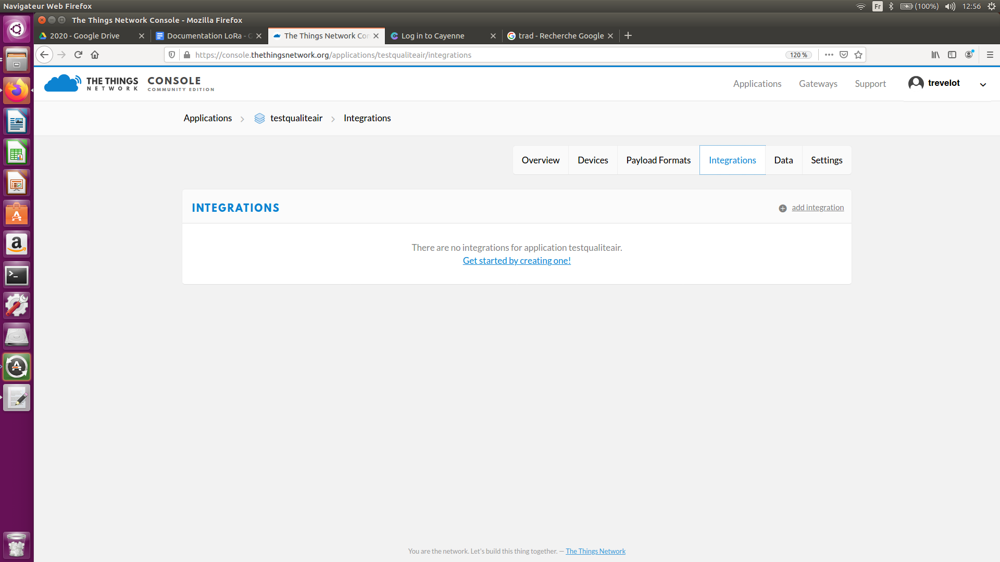 Navigateur Web Firefox
Fr
(100%)
12:56
The Things Network Console - Mozilla Firefox
2020 - Google Drive
Documentation LoRa - G
The Things Network Con
Log in to Cayenne
trad - Recherche Google
https://console.thethingsnetwork.org/applications/testqualiteair/integrations
120 %
THE THINGS
NETWORK
CONSOLE
COMMUNITY EDITION
Applications
Gateways
Support
trevelot
Applications
testqualiteair
Integrations
Overview
Devices
Payload Formats
Integrations
Data
Settings
INTEGRATIONS
add integration
There are no integrations for application testqualiteair.
Get started by creating one!
You are the network. Let's build this thing together. — The Things Network